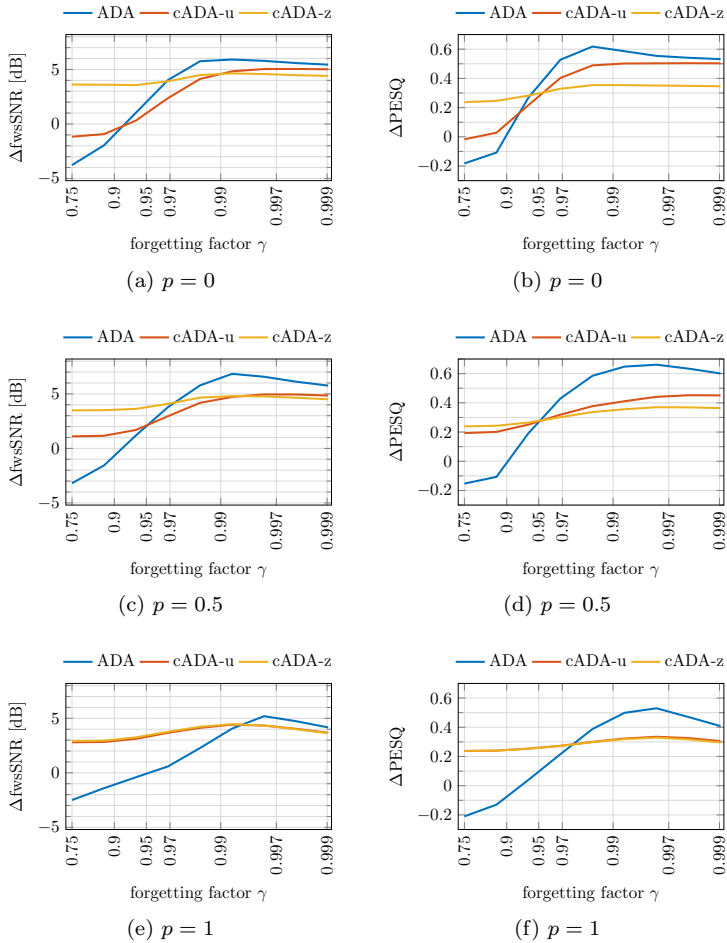 ADA cADA-u cADA-z
ADA cADA-u cADA-z
ΔfwsSNR [dB]
5
0
−5
0.75 0.9 0.95 0.97 0.99 0.997 0.999
forgetting factor γ
ΔPESQ
0.6
0.4
0.2
0
−0.2
0.75 0.9 0.95 0.97 0.99 0.997 0.999
forgetting factor γ
(a) p = 0
(b) p = 0
ADA cADA-u cADA-z
ADA cADA-u cADA-z
ΔfwsSNR [dB]
5
0
−5
0.75 0.9 0.95 0.97 0.99 0.997 0.999
forgetting factor γ
ΔPESQ
0.6
0.4
0.2
0
−0.2
0.75 0.9 0.95 0.97 0.99 0.997 0.999
forgetting factor γ
(c) p = 0.5
(d) p = 0.5
ADA cADA-u cADA-z
ADA cADA-u cADA-z
ΔfwsSNR [dB]
5
0
−5
0.75 0.9 0.95 0.97 0.99 0.997 0.999
forgetting factor γ
ΔPESQ
0.6
0.4
0.2
0
−0.2
0.75 0.9 0.95 0.97 0.99 0.997 0.999
forgetting factor γ
(e) p = 1
(f) p = 1